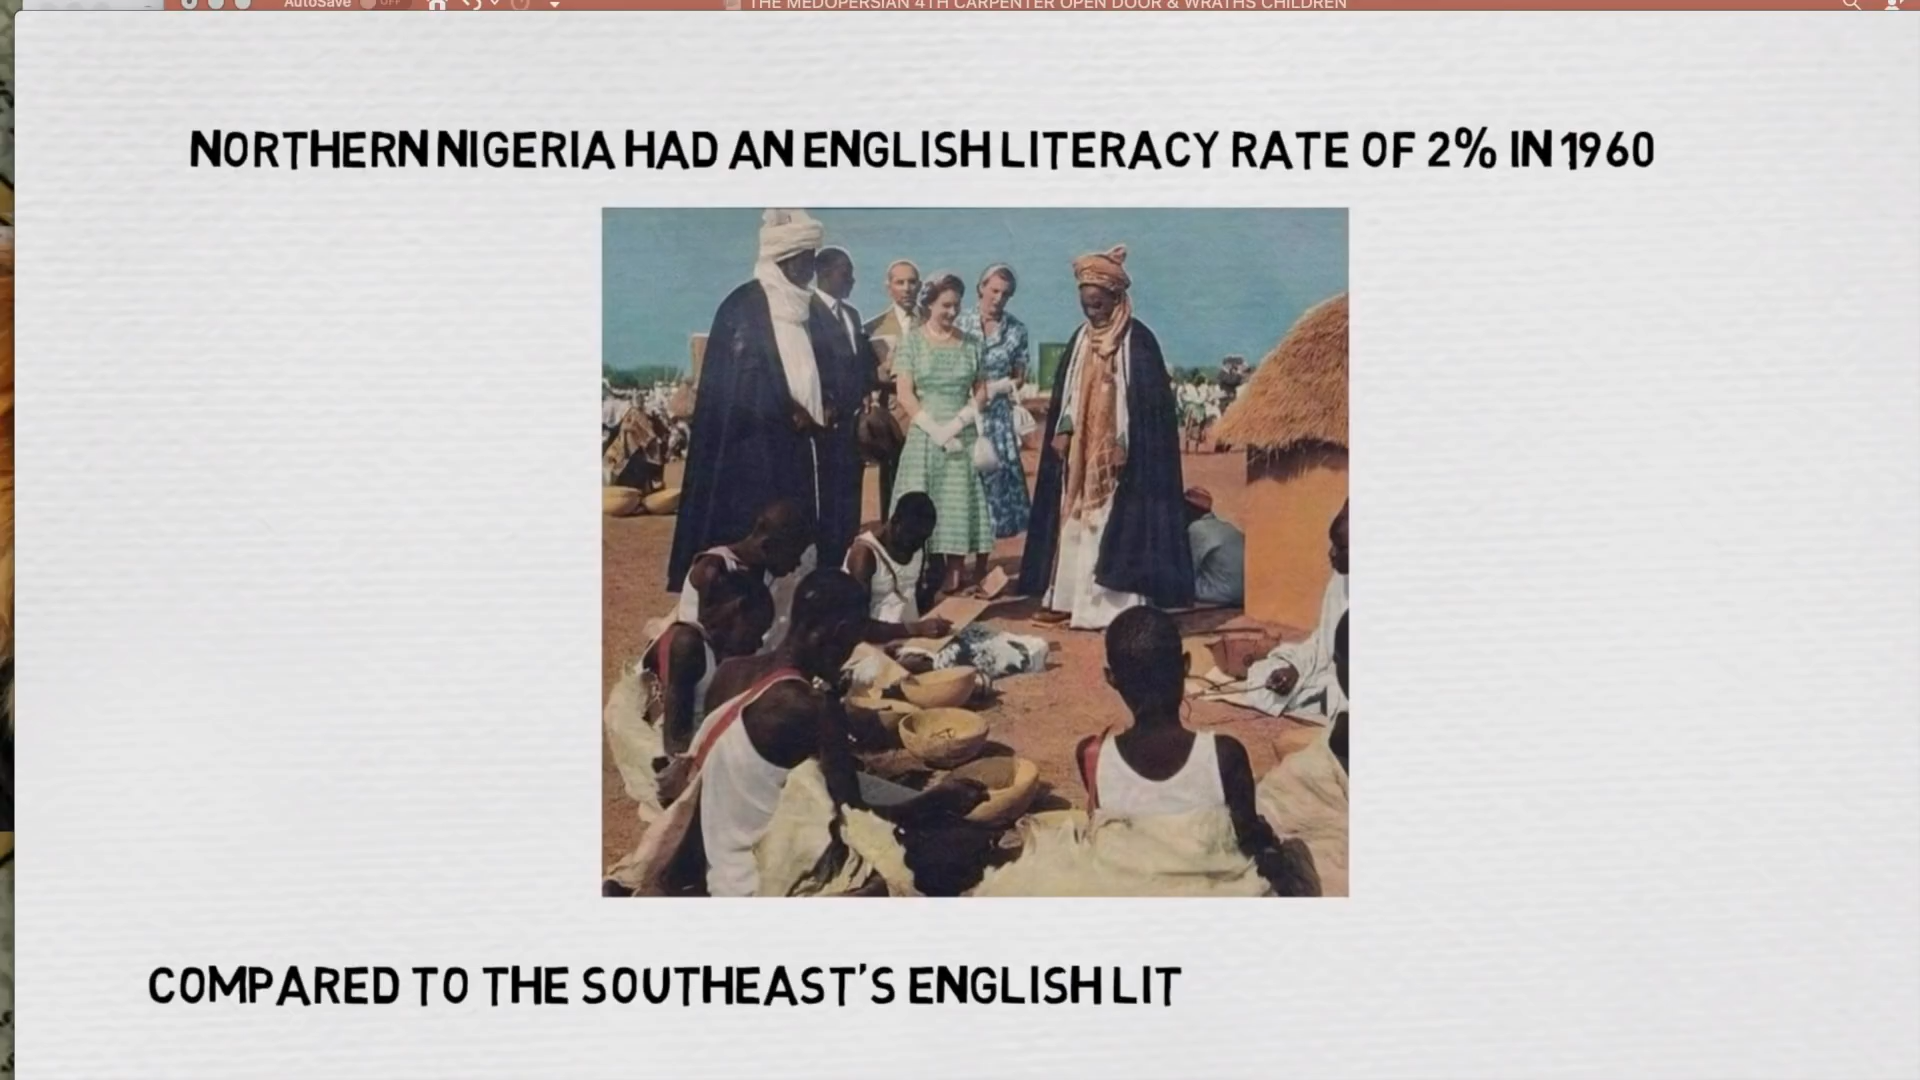 AutoSave OFF
THE MEDOPERSIAN 4TH CARPENTER OPEN DOOR & WRATHS CHILDREN
NORTHERN NIGERIA HAD AN ENGLISH LITERACY RATE OF 2% IN 1960
COMPARED TO THE SOUTHEAST'S ENGLISH LIT